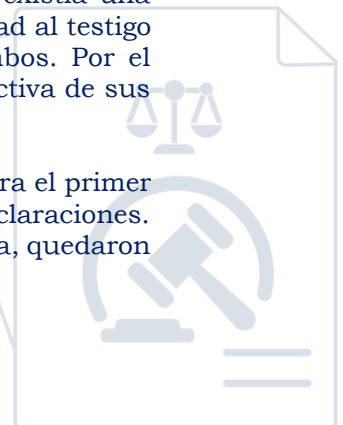 existía una
ad al testigo
bos. Por el
ctiva de sus
ra el primer
claraciones.
a, quedaron